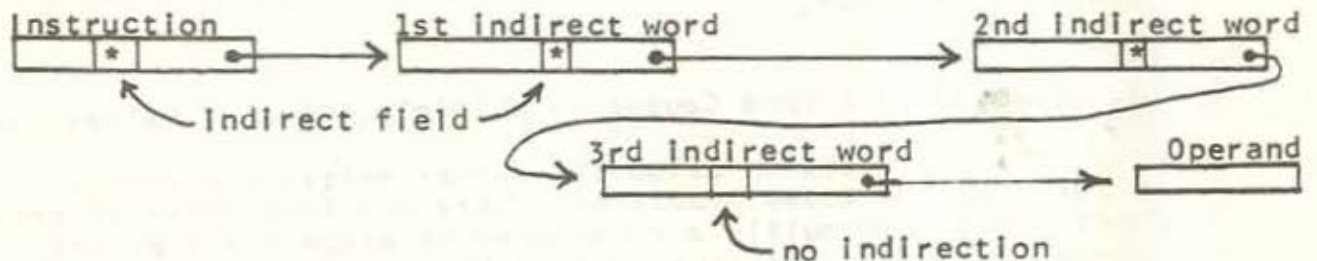 Instruction 1st indirect word 2nd indirect word
* * *
indirect field
3rd indirect word Operand
no indirection